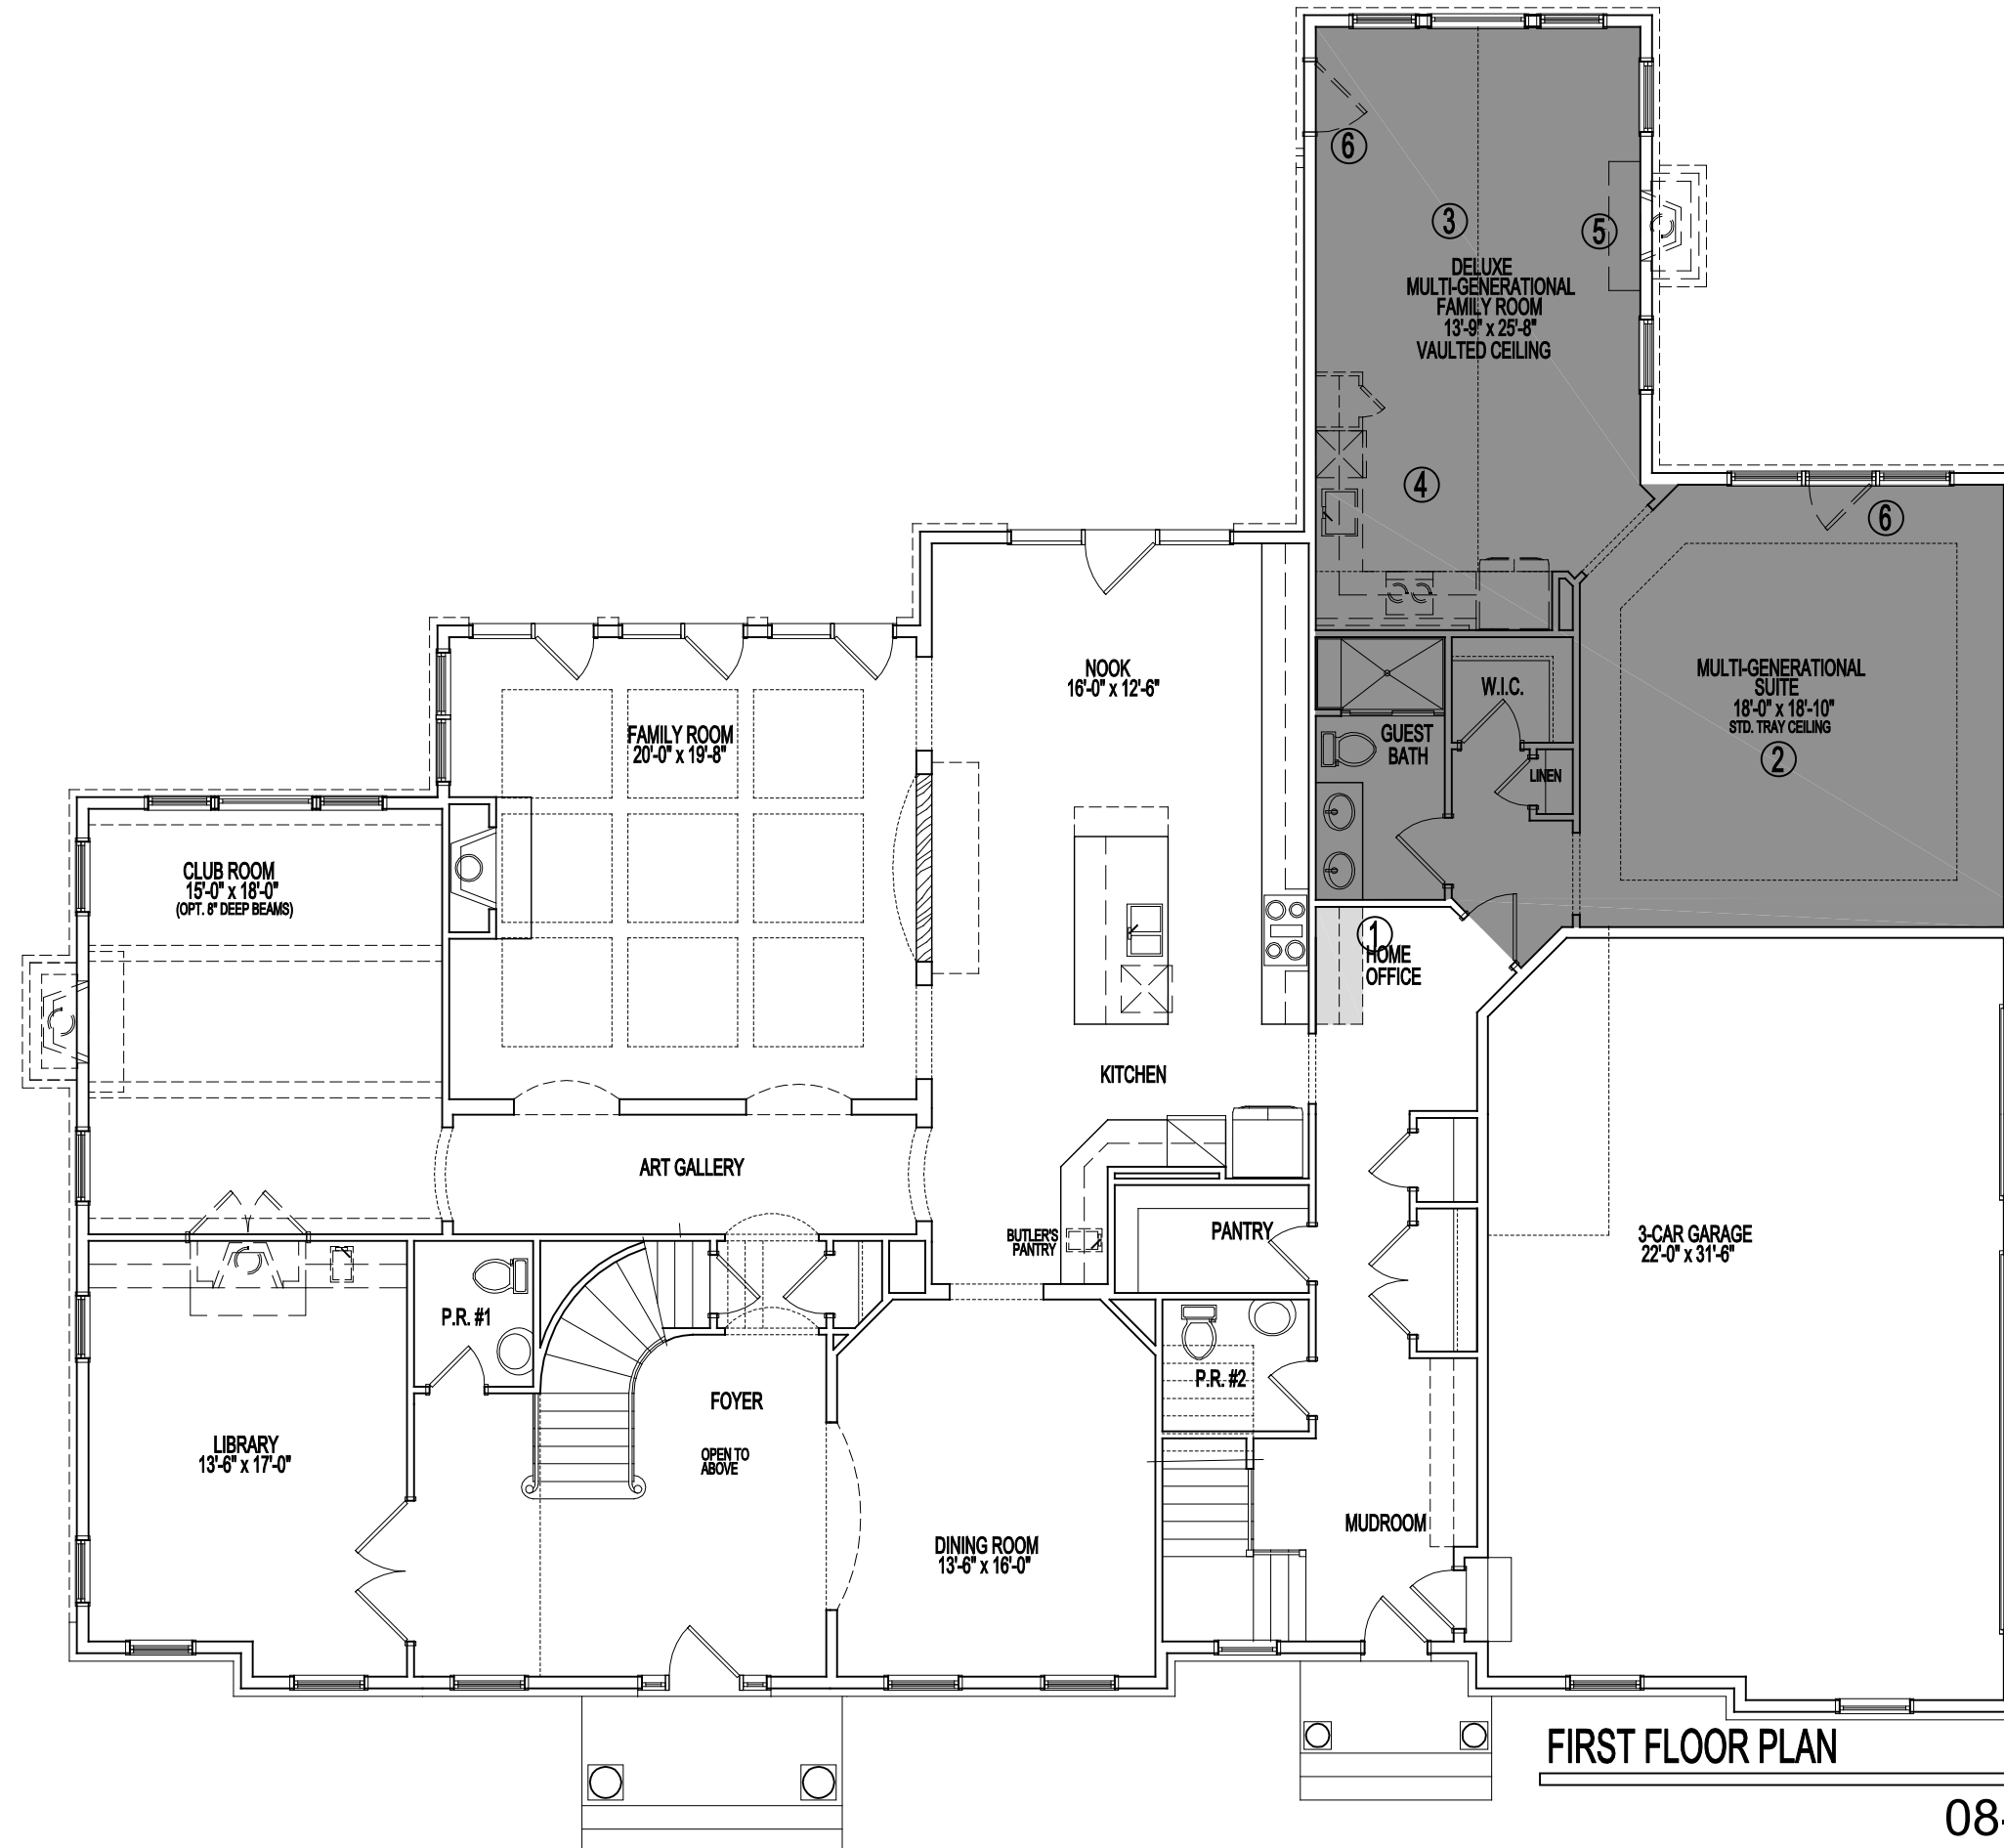 6
3
5
DELUXE
MULTI-GENERATIONAL
FAMILY ROOM
13'-9" x 25'-8"
VAULTED CEILING
4
6
NOOK
16'-0" x 12'-6"
MULTI-GENERATIONAL
SUITE
18'-0" x 18'-10"
STD. TRAY CEILING
2
W.I.C.
GUEST
BATH
LINEN
FAMILY ROOM
20'-0" x 19'-8"
CLUB ROOM
15'-0" x 18'-0"
(OPT. 8" DEEP BEAMS)
1
HOME
OFFICE
KITCHEN
ART GALLERY
BUTLER'S
PANTRY
PANTRY
3-CAR GARAGE
22'-0" x 31'-6"
P.R. #1
P.R. #2
FOYER
OPEN TO
ABOVE
LIBRARY
13'-6" x 17'-0"
DINING ROOM
13'-6" x 16'-0"
MUDROOM
FIRST FLOOR PLAN
08-